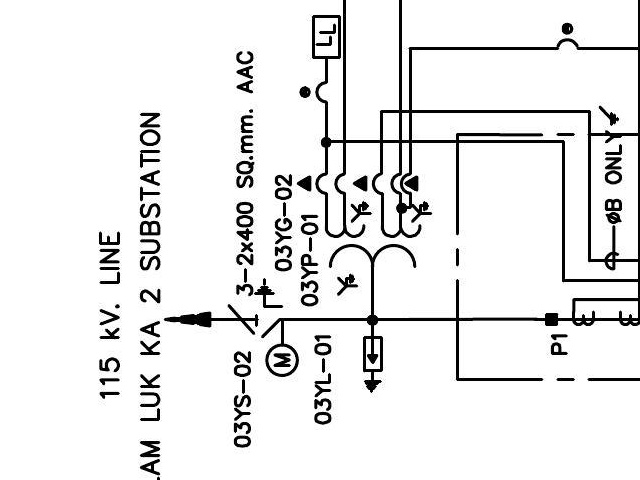 115 kV. LINE
LAM LUK KA 2 SUBSTATION
3-2x400 SQ.mm. AAC
03YG-02
03YP-01
03YS-02
03YL-01
M
LL
P1
øB ONLY